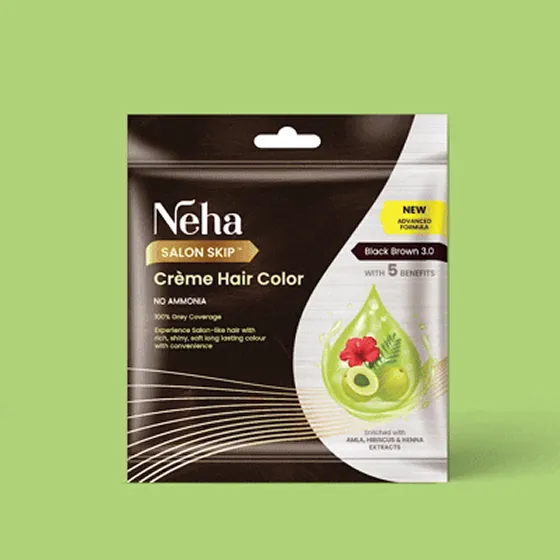 Neha
SALON SKIP™
Crème Hair Color
NO AMMONIA
100% Grey Coverage
Experience Salon-like hair with
rich, shiny, soft long lasting colour
with convenience
NEW
ADVANCED
FORMULA
Black Brown 3.0
WITH 5 BENEFITS
Enriched with
AMLA, HIBISCUS & HENNA
EXTRACTS